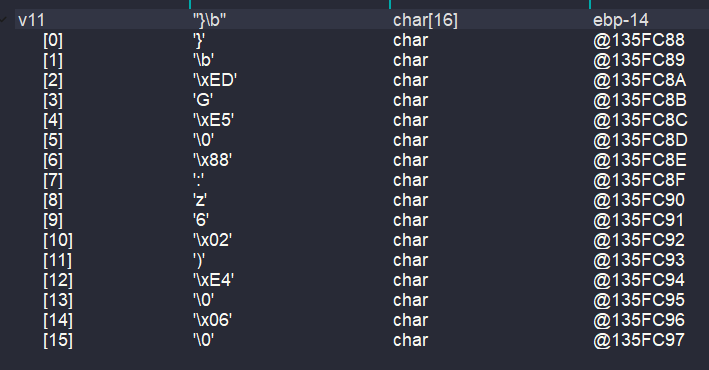 v11 "}\b" char[16] ebp-14
[0] '}' char @135FC88
[1] '\b' char @135FC89
[2] '\xED' char @135FC8A
[3] 'G' char @135FC8B
[4] '\xE5' char @135FC8C
[5] '\0' char @135FC8D
[6] '\x88' char @135FC8E
[7] ':' char @135FC8F
[8] 'z' char @135FC90
[9] '6' char @135FC91
[10] '\x02' char @135FC92
[11] ')' char @135FC93
[12] '\xE4' char @135FC94
[13] '\0' char @135FC95
[14] '\x06' char @135FC96
[15] '\0' char @135FC97